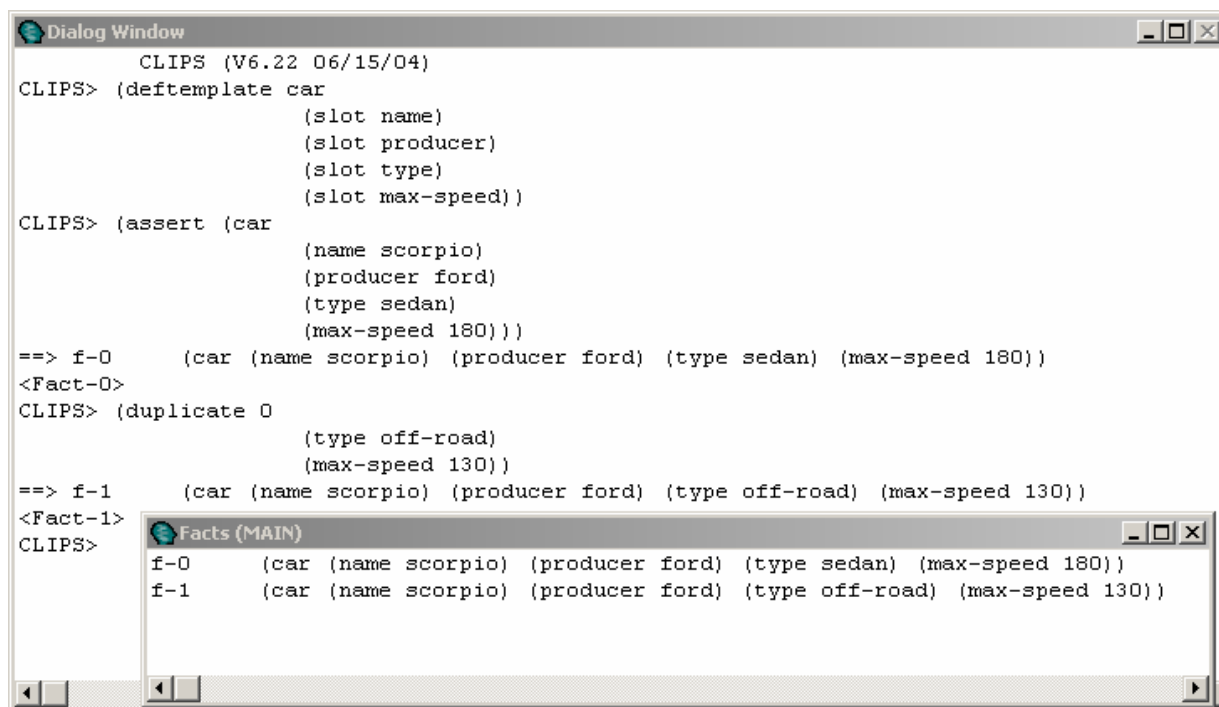 Dialog Window
CLIPS (V6.22 06/15/04)
CLIPS> (deftemplate car
(slot name)
(slot producer)
(slot type)
(slot max-speed))
CLIPS> (assert (car
(name scorpio)
(producer ford)
(type sedan)
(max-speed 180)))
==> f-0 (car (name scorpio) (producer ford) (type sedan) (max-speed 180))
<Fact-0>
CLIPS> (duplicate 0
(type off-road)
(max-speed 130))
==> f-1 (car (name scorpio) (producer ford) (type off-road) (max-speed 130))
<Fact-1>
CLIPS>
Facts (MAIN)
f-0 (car (name scorpio) (producer ford) (type sedan) (max-speed 180))
f-1 (car (name scorpio) (producer ford) (type off-road) (max-speed 130))